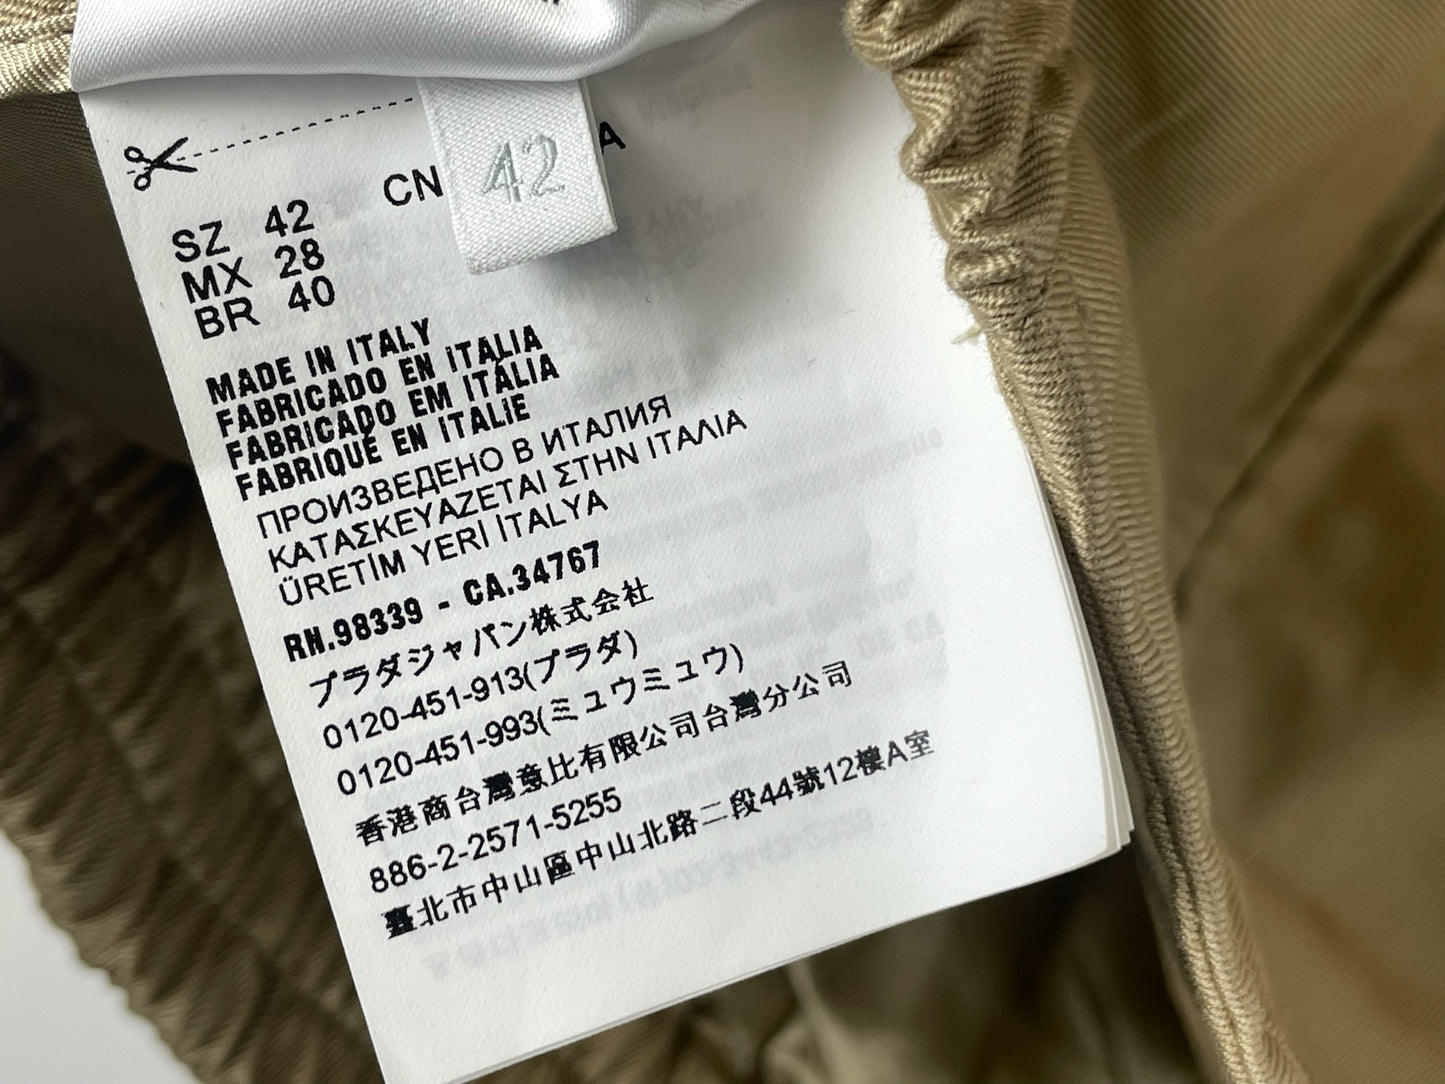 42
CN
A
SZ 42
MX 28
BR 40
MADE IN ITALY
FABRICADO EN iTALIA
FABRICADO EM ITÁLIA
FABRIQUÉ EN iTALiE
ПРОИЗВЕДЕНО В ИТАЛИЯ
ΚΑΤΑΣΚΕΥΑΖΕΤΑΙ ΣΤΗΝ ΙΤΑΛΙΑ
ÜRETİM YERİ İTALYA
RN.98339 - CA.34767
プラダジャパン株式会社
0120-451-913(プラダ)
0120-451-993(ミュウミュウ)
香港商台灣意比有限公司台灣分公司
886-2-2571-5255
臺北市中山區中山北路二段44號12樓A室